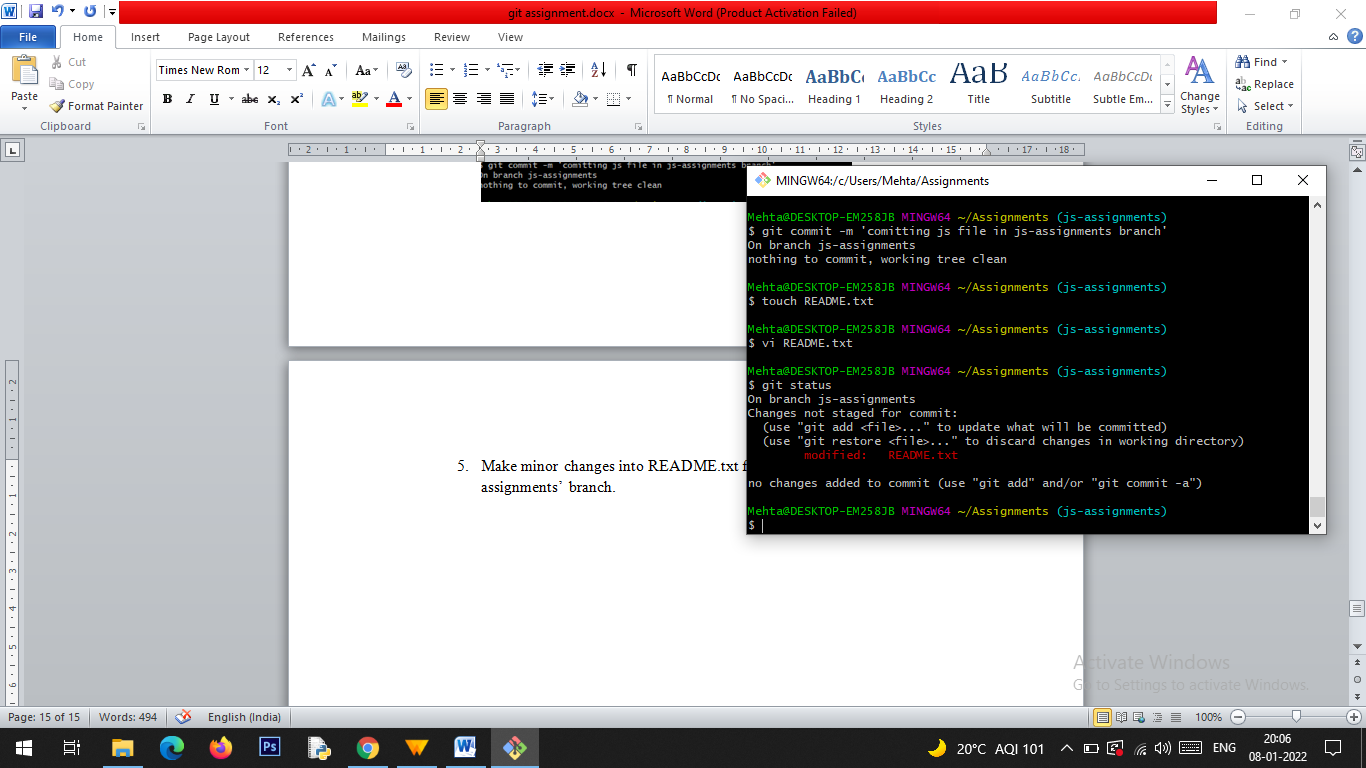 git assignment.docx - Microsoft Word (Product Activation Failed)
File Home Insert Page Layout References Mailings Review View
Paste
Cut
Copy
Format Painter
Clipboard
Times New Rom 12
Font
Paragraph
AaBbCcDc AaBbCcDc AaBbCc AaBbCc AaB AaBbCc. AaBbCcDc
¶ Normal ¶ No Spaci... Heading 1 Heading 2 Title Subtitle Subtle Em...
Styles
Change
Styles
Find
Replace
Select
Editing
$ git commit -m 'comitting js file in js-assignments branch'
On branch js-assignments
nothing to commit, working tree clean
5. Make minor changes into README.txt f
assignments’ branch.
MINGW64:/c/Users/Mehta/Assignments
Mehta@DESKTOP-EM258JB MINGW64 ~/Assignments (js-assignments)
$ git commit -m 'comitting js file in js-assignments branch'
On branch js-assignments
nothing to commit, working tree clean
Mehta@DESKTOP-EM258JB MINGW64 ~/Assignments (js-assignments)
$ touch README.txt
Mehta@DESKTOP-EM258JB MINGW64 ~/Assignments (js-assignments)
$ vi README.txt
Mehta@DESKTOP-EM258JB MINGW64 ~/Assignments (js-assignments)
$ git status
On branch js-assignments
Changes not staged for commit:
(use "git add <file>..." to update what will be committed)
(use "git restore <file>..." to discard changes in working directory)
modified: README.txt
no changes added to commit (use "git add" and/or "git commit -a")
Mehta@DESKTOP-EM258JB MINGW64 ~/Assignments (js-assignments)
$
Activate Windows
Go to Settings to activate Windows.
Page: 15 of 15 Words: 494 English (India) 100%
20°C AQI 101 ENG 20:06
08-01-2022